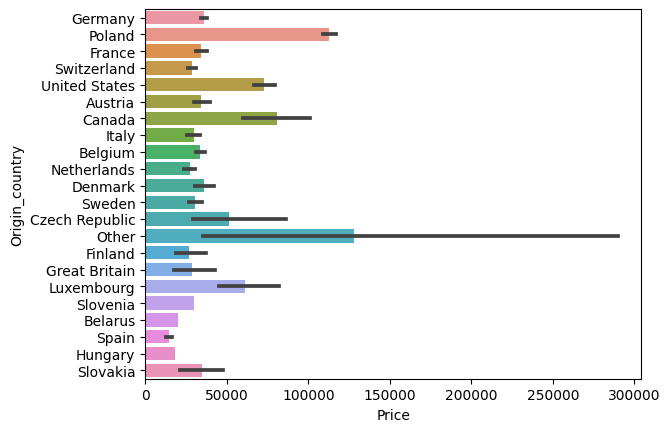 Germany
Poland
France
Switzerland
United States
Austria
Canada
Italy
Belgium
Netherlands
Denmark
Sweden
Czech Republic
Other
Finland
Great Britain
Luxembourg
Slovenia
Belarus
Spain
Hungary
Slovakia
Origin_country
0 50000 100000 150000 200000 250000 300000
Price